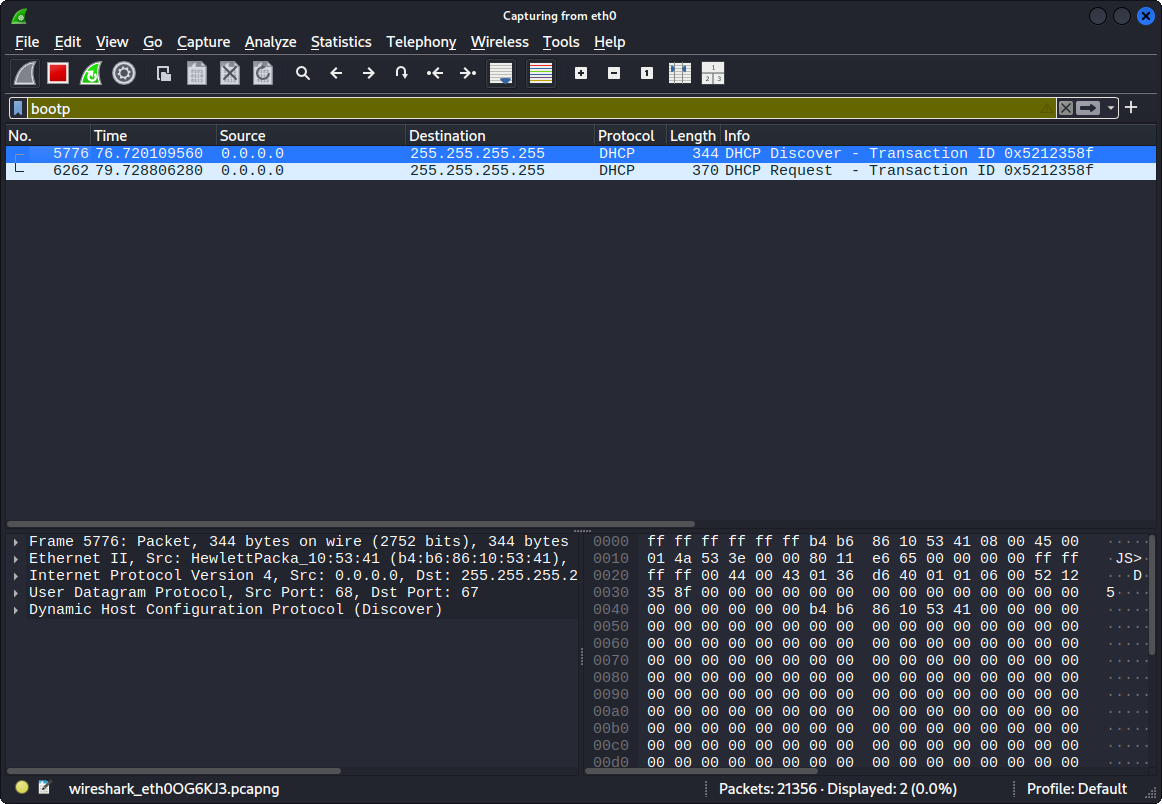 Capturing from eth0
File Edit View Go Capture Analyze Statistics Telephony Wireless Tools Help
bootp
No. Time Source Destination Protocol Length Info
5776 76.720109560 0.0.0.0 255.255.255.255 DHCP 344 DHCP Discover - Transaction ID 0x5212358f
6262 79.728806280 0.0.0.0 255.255.255.255 DHCP 370 DHCP Request  - Transaction ID 0x5212358f
Frame 5776: Packet, 344 bytes on wire (2752 bits), 344 bytes
Ethernet II, Src: HewlettPacka_10:53:41 (b4:b6:86:10:53:41),
Internet Protocol Version 4, Src: 0.0.0.0, Dst: 255.255.255.2
User Datagram Protocol, Src Port: 68, Dst Port: 67
Dynamic Host Configuration Protocol (Discover)
0000 ff ff ff ff ff ff b4 b6 86 10 53 41 08 00 45 00 ·····
0010 01 4a 53 3e 00 00 80 11 e6 65 00 00 00 00 ff ff ·JS>·
0020 ff ff 00 44 00 43 01 36 d6 40 01 01 06 00 52 12 ···D·
0030 35 8f 00 00 00 00 00 00 00 00 00 00 00 00 00 00 5····
0040 00 00 00 00 00 00 b4 b6 86 10 53 41 00 00 00 00 ·····
0050 00 00 00 00 00 00 00 00 00 00 00 00 00 00 00 00 ·····
0060 00 00 00 00 00 00 00 00 00 00 00 00 00 00 00 00 ·····
0070 00 00 00 00 00 00 00 00 00 00 00 00 00 00 00 00 ·····
0080 00 00 00 00 00 00 00 00 00 00 00 00 00 00 00 00 ·····
0090 00 00 00 00 00 00 00 00 00 00 00 00 00 00 00 00 ·····
00a0 00 00 00 00 00 00 00 00 00 00 00 00 00 00 00 00 ·····
00b0 00 00 00 00 00 00 00 00 00 00 00 00 00 00 00 00 ·····
00c0 00 00 00 00 00 00 00 00 00 00 00 00 00 00 00 00 ·····
00d0 00 00 00 00 00 00 00 00 00 00 00 00 00 00 00 00 ·····
wireshark_eth0OG6KJ3.pcapng Packets: 21356 · Displayed: 2 (0.0%) Profile: Default